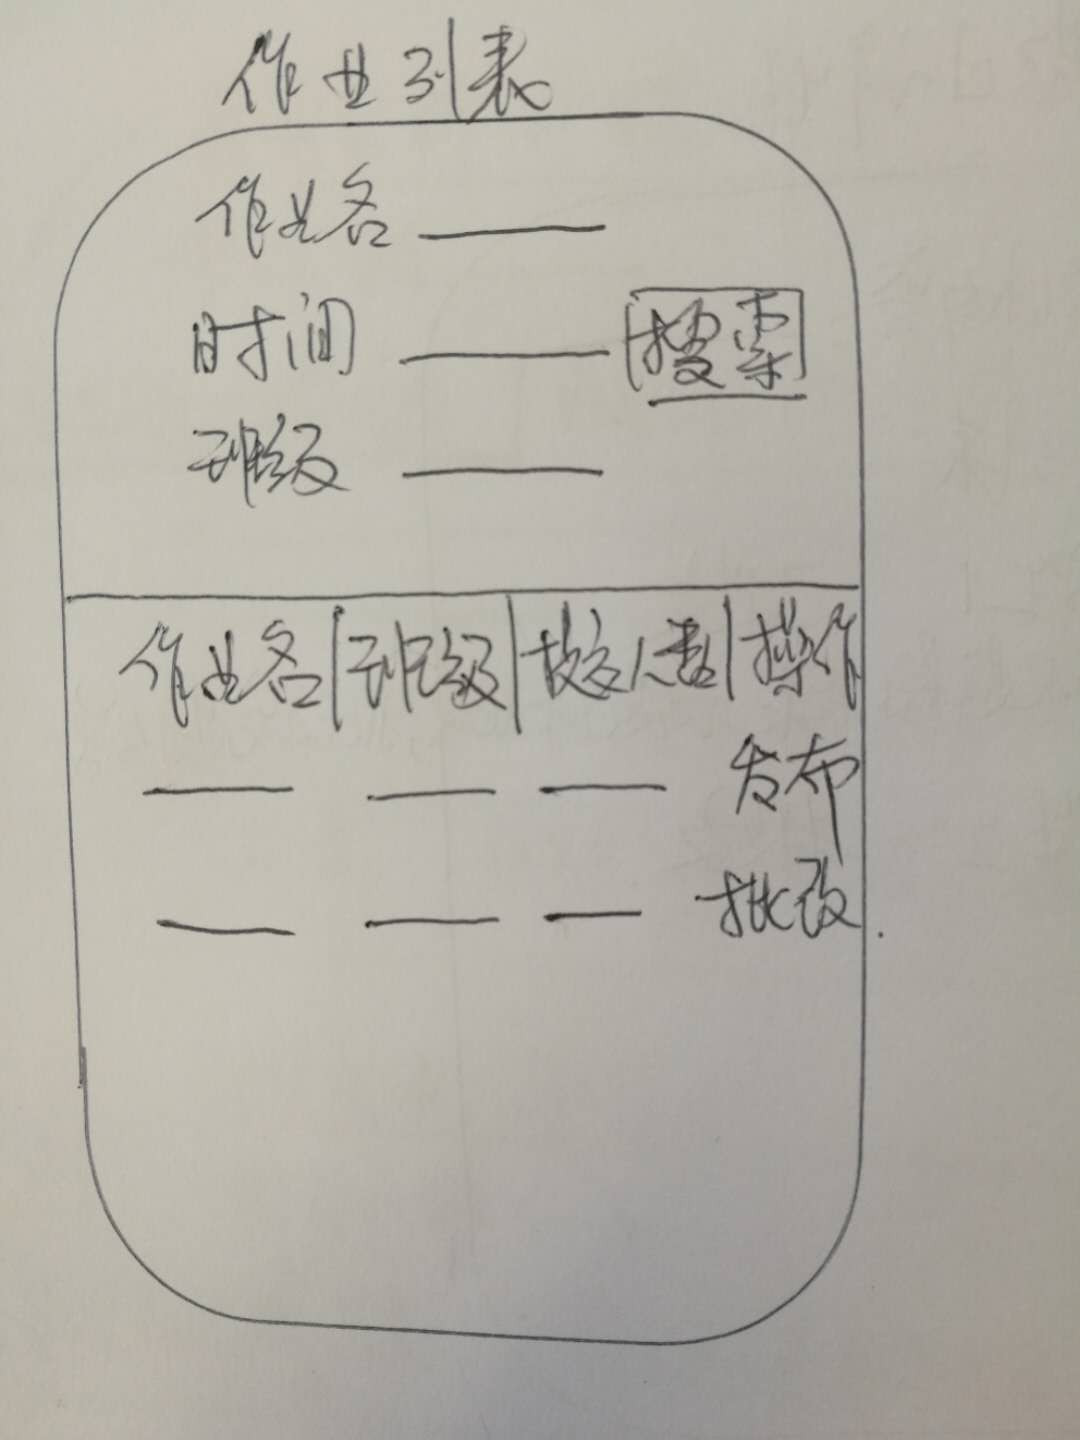 作业列表
作业名
时间 搜索
班级
作业名 班级 提交人数 操作
发布
批改